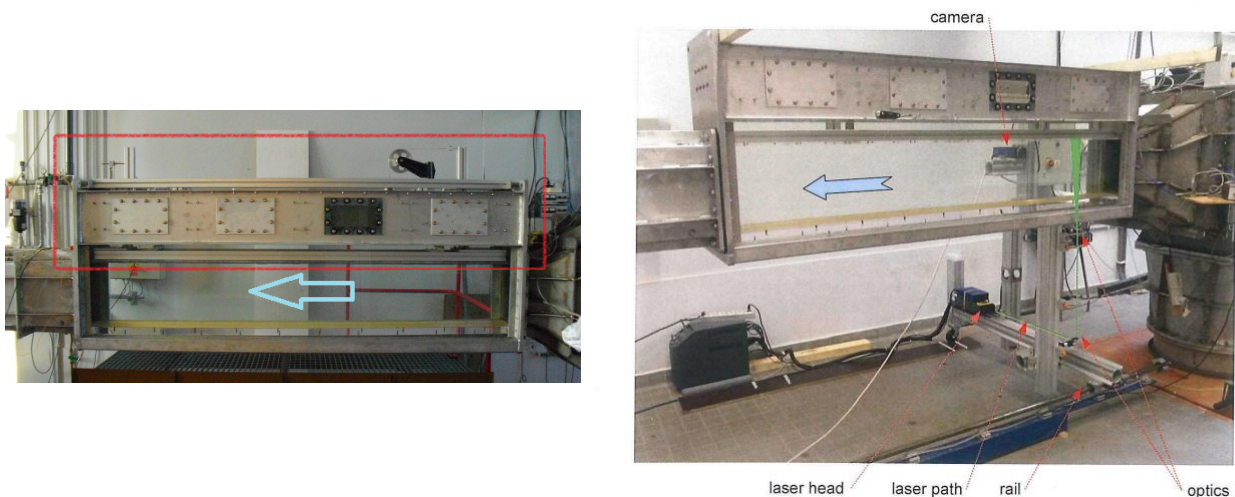 camera
laser head
laser path
rail
optics